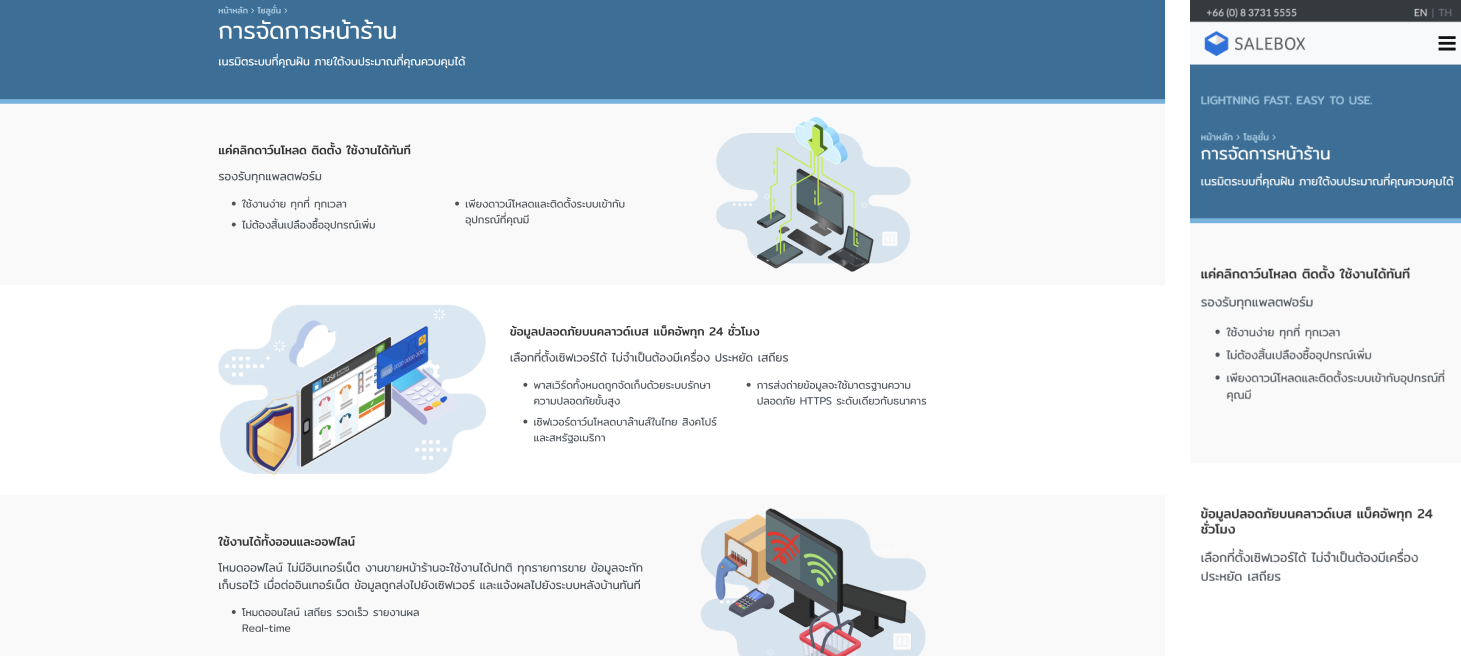 หน้าหลัก > โซลูชั่น >
การจัดการหน้าร้าน
เนรมิตระบบที่คุณฝัน ภายใต้งบประมาณที่คุณควบคุมได้
แค่คลิกดาว์นโหลด ติดตั้ง ใช้งานได้ทันที
รองรับทุกแพลตฟอร์ม
• ใช้งานง่าย ทุกที่ ทุกเวลา
• ไม่ต้องสิ้นเปลืองซื้ออุปกรณ์เพิ่ม
• เพียงดาวน์โหลดและติดตั้งระบบเข้ากับ
อุปกรณ์ที่คุณมี
ข้อมูลปลอดภัยบนคลาวด์เบส แบ็คอัพทุก 24 ชั่วโมง
เลือกที่ตั้งเซิฟเวอร์ได้ ไม่จำเป็นต้องมีเครื่อง ประหยัด เสถียร
• พาสเวิร์ดทั้งหมดถูกจัดเก็บด้วยระบบรักษา
ความปลอดภัยขั้นสูง
• เซิฟเวอร์ดาว์นโหลดบาล๊านส์ในไทย สิงคโปร์
และสหรัฐอเมริกา
• การส่งถ่ายข้อมูลจะใช้มาตรฐานความ
ปลอดภัย HTTPS ระดับเดียวกับธนาคาร
ใช้งานได้ทั้งออนและออฟไลน์
โหมดออฟไลน์ ไม่มีอินเทอร์เน็ต งานขายหน้าร้านจะใช้งานได้ปกติ ทุกรายการขาย ข้อมูลจะกัก
เก็บรอไว้ เมื่อต่ออินเทอร์เน็ต ข้อมูลถูกส่งไปยังเซิฟเวอร์ และแจ้งผลไปยังระบบหลังบ้านทันที
• โหมดออนไลน์ เสถียร รวดเร็ว รายงานผล
Real-time
+66 (0) 8 3731 5555
EN | TH
SALEBOX
LIGHTNING FAST. EASY TO USE.
หน้าหลัก > โซลูชั่น >
การจัดการหน้าร้าน
เนรมิตระบบที่คุณฝัน ภายใต้งบประมาณที่คุณควบคุมได้
แค่คลิกดาว์นโหลด ติดตั้ง ใช้งานได้ทันที
รองรับทุกแพลตฟอร์ม
• ใช้งานง่าย ทุกที่ ทุกเวลา
• ไม่ต้องสิ้นเปลืองซื้ออุปกรณ์เพิ่ม
• เพียงดาวน์โหลดและติดตั้งระบบเข้ากับอุปกรณ์ที่
คุณมี
ข้อมูลปลอดภัยบนคลาวด์เบส แบ็คอัพทุก 24
ชั่วโมง
เลือกที่ตั้งเซิฟเวอร์ได้ ไม่จำเป็นต้องมีเครื่อง
ประหยัด เสถียร